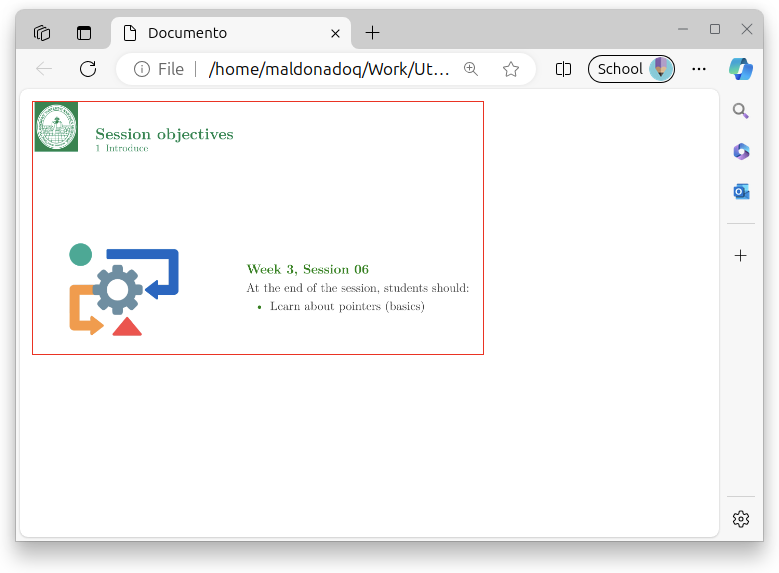 Documento
File
/home/maldonadoq/Work/Ut...
School
Session objectives
1 Introduce
Week 3, Session 06
At the end of the session, students should:
• Learn about pointers (basics)